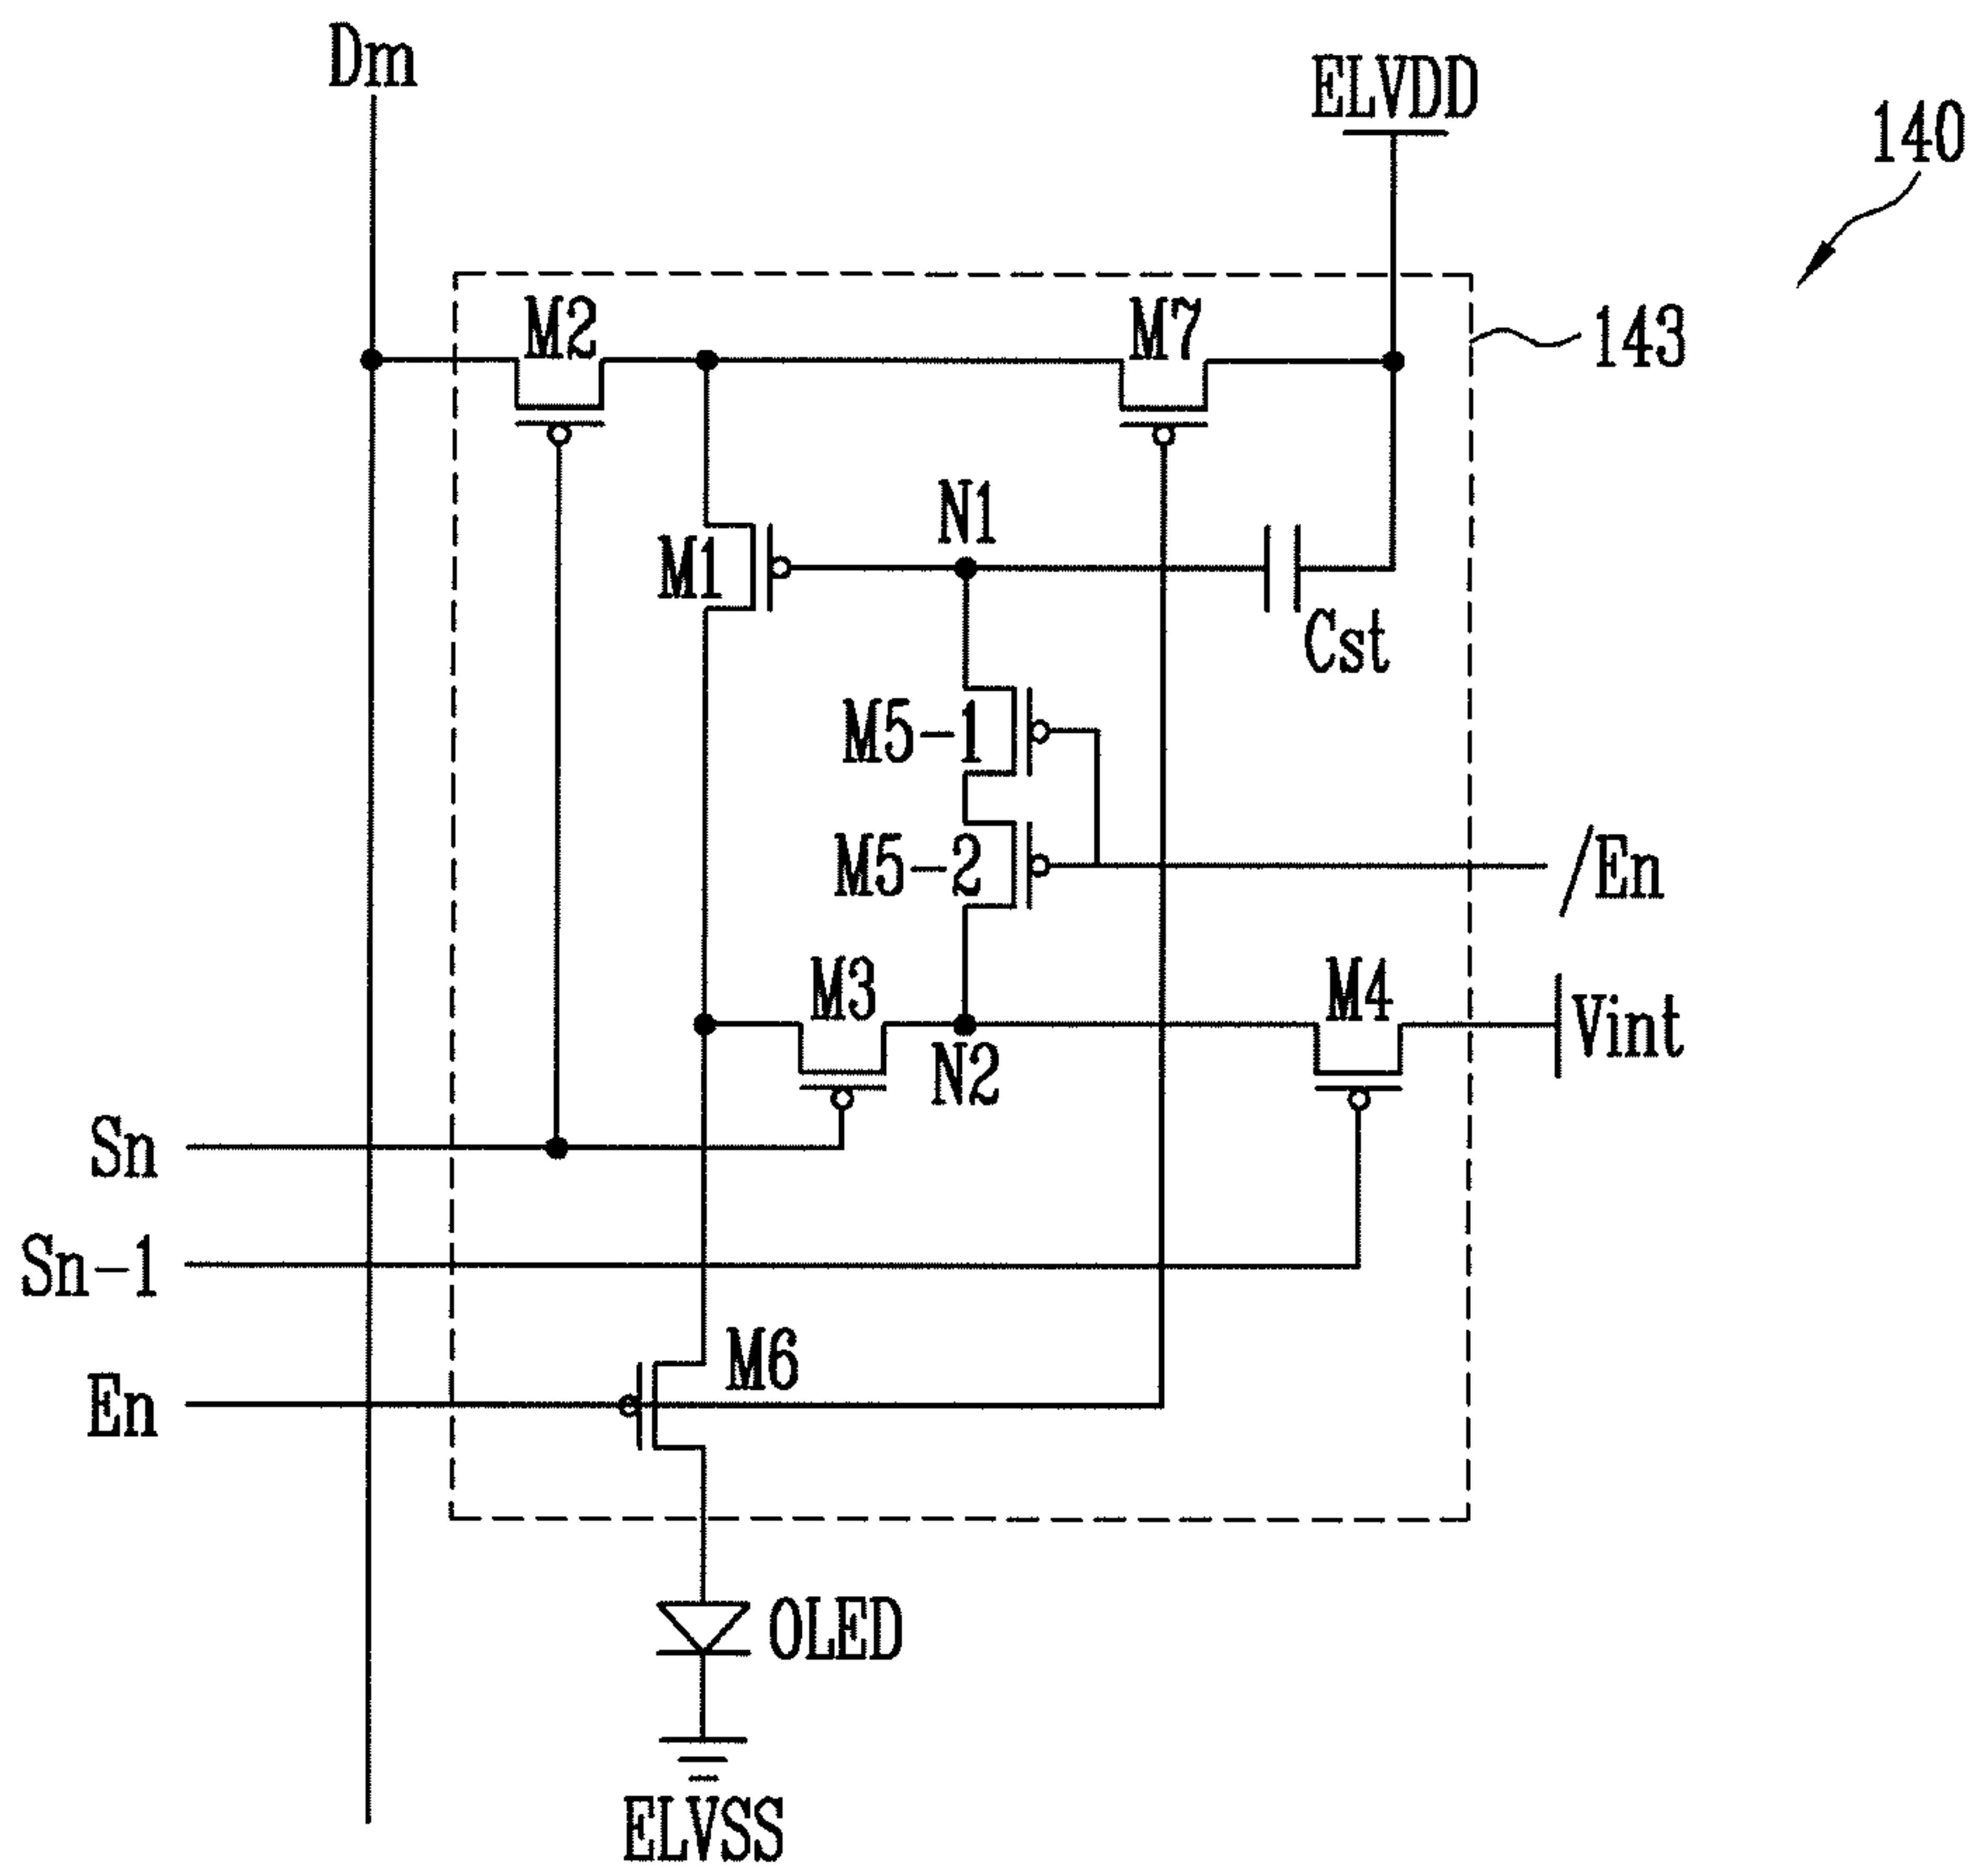 Dm
ELVDD
140
M2
M7
143
N1
M1
Cst
M5-1
M5-2
/En
M3
M4
Vint
N2
Sn
Sn-1
M6
En
OLED
ELVSS